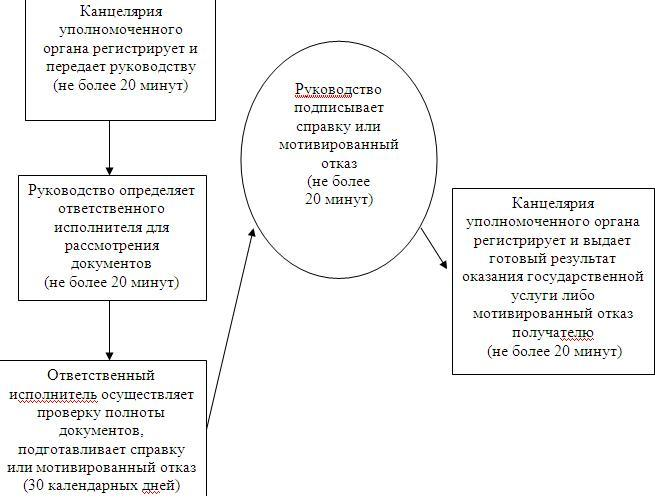 Канцелярия
уполномоченного
органа регистрирует и
передает руководству
(не более 20 минут)
Руководство определяет
ответственного
исполнителя для
рассмотрения
документов
(не более 20 минут)
Ответственный
исполнитель осуществляет
проверку полноты
документов,
подготавливает справку
или мотивированный отказ
(30 календарных дней)
Руководство
подписывает
справку или
мотивированный
отказ
(не более
20 минут)
Канцелярия
уполномоченного органа
регистрирует и выдает
готовый результат
оказания государственной
услуги либо
мотивированный отказ
получателю
(не более 20 минут)